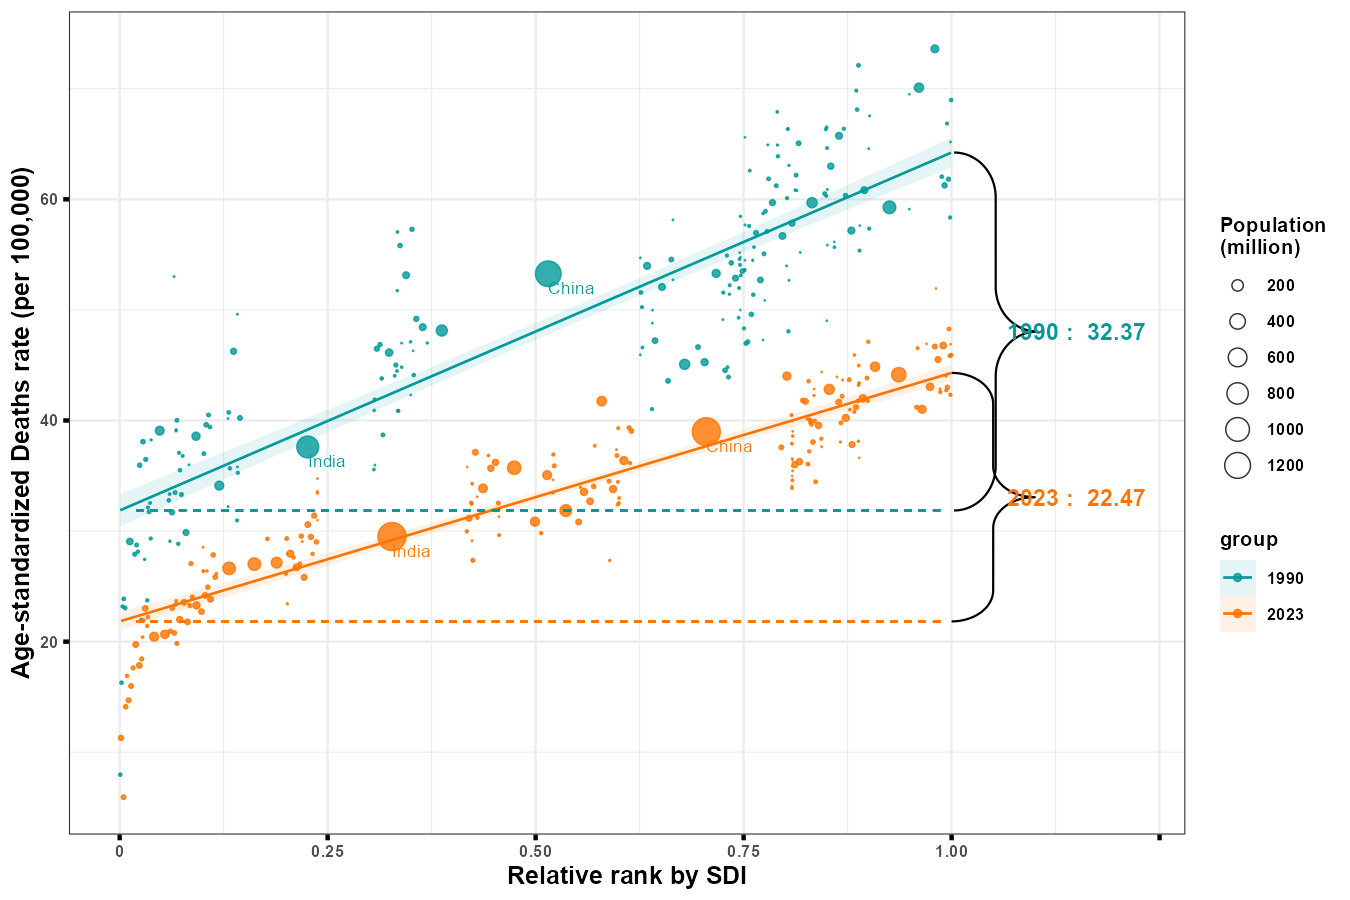 Age-standardized Deaths rate (per 100,000)
60
40
20
China
India
China
India
1990 : 32.37
2023 : 22.47
0
0.25
0.50
0.75
1.00
Relative rank by SDI
Population
(million)
200
400
600
800
1000
1200
group
1990
2023